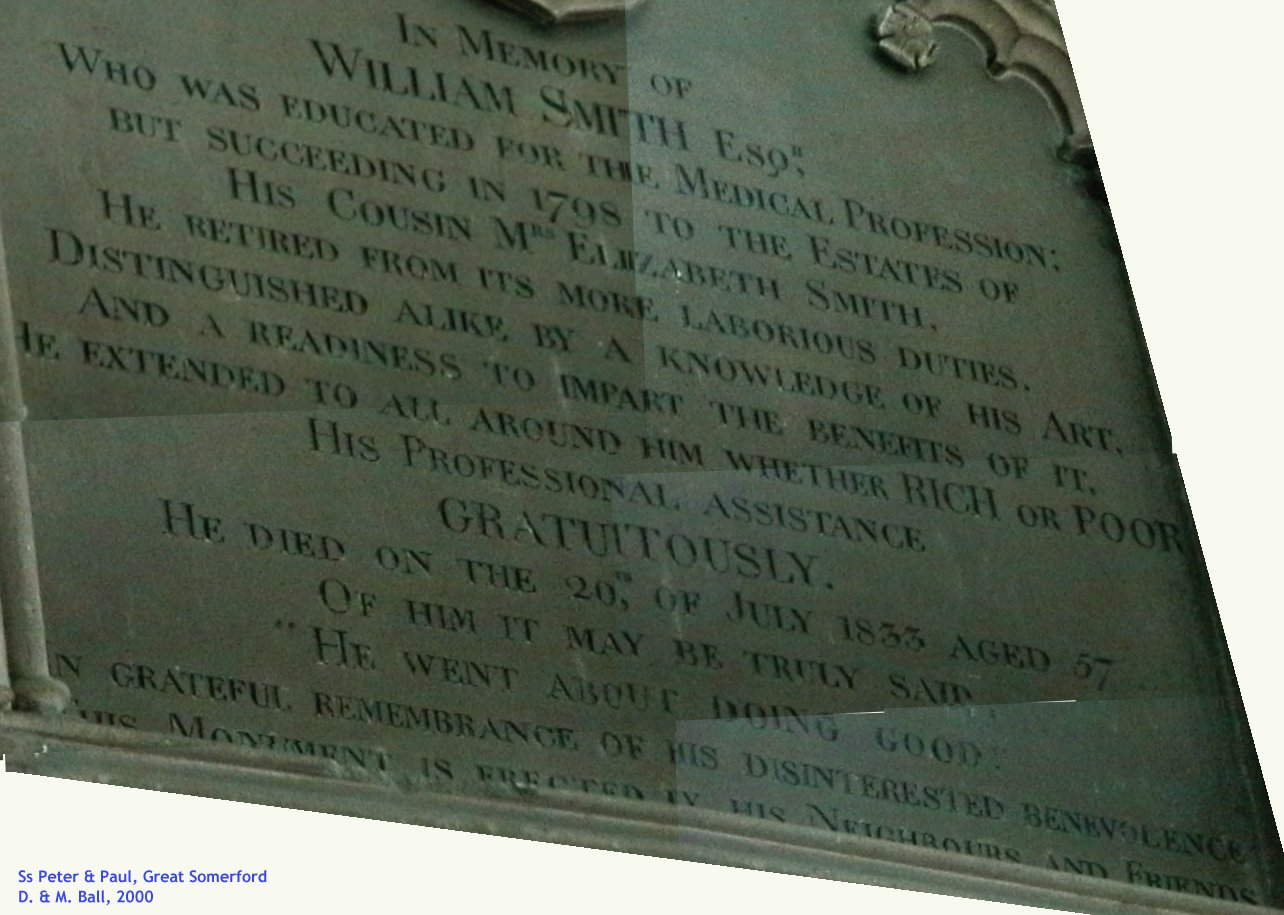 IN MEMORY OF
WILLIAM SMITH ESQR,
WHO WAS EDUCATED FOR THE MEDICAL PROFESSION;
BUT SUCCEEDING IN 1798 TO THE ESTATES OF
HIS COUSIN MRS ELIZABETH SMITH,
HE RETIRED FROM ITS MORE LABORIOUS DUTIES.
DISTINGUISHED ALIKE BY A KNOWLEDGE OF HIS ART,
AND A READINESS TO IMPART THE BENEFITS OF IT,
HE EXTENDED TO ALL AROUND HIM WHETHER RICH OR POOR
HIS PROFESSIONAL ASSISTANCE
GRATUITOUSLY.
HE DIED ON THE 20TH, OF JULY 1833 AGED 57
OF HIM IT MAY BE TRULY SAID,
"HE WENT ABOUT DOING GOOD:
IN GRATEFUL REMEMBRANCE OF HIS DISINTERESTED BENEVOLENCE
THIS MONUMENT IS ERECTED BY HIS NEIGHBOURS AND FRIENDS
Ss Peter & Paul, Great Somerford
D. & M. Ball, 2000